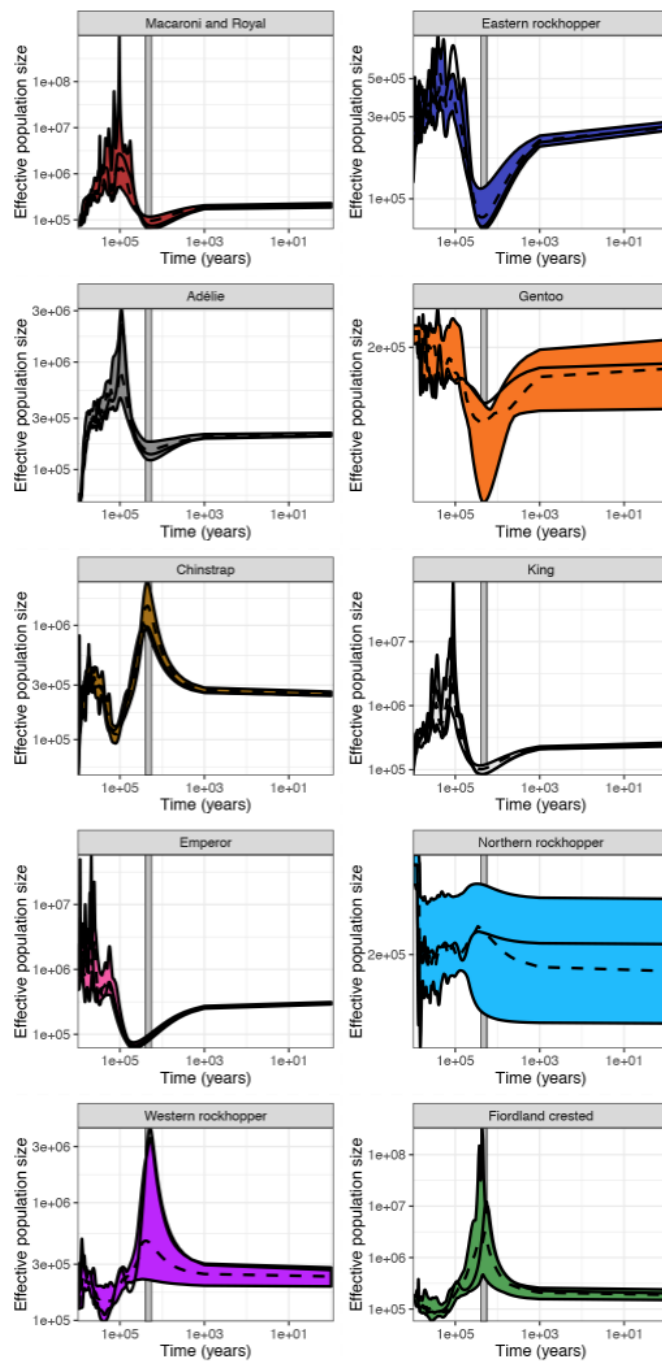 Macaroni and Royal
Effective population size
1e+08
1e+07
1e+06
1e+05
1e+05 1e+03 1e+01
Time (years)
Eastern rockhopper
Effective population size
5e+05
3e+05
1e+05
1e+05 1e+03 1e+01
Time (years)
Adélie
Effective population size
3e+06
1e+06
3e+05
1e+05
1e+05 1e+03 1e+01
Time (years)
Gentoo
Effective population size
2e+05
1e+05 1e+03 1e+01
Time (years)
Chinstrap
Effective population size
1e+06
3e+05
1e+05
1e+05 1e+03 1e+01
Time (years)
King
Effective population size
1e+07
1e+06
1e+05
1e+05 1e+03 1e+01
Time (years)
Emperor
Effective population size
1e+07
1e+06
1e+05
1e+05 1e+03 1e+01
Time (years)
Northern rockhopper
Effective population size
2e+05
1e+05 1e+03 1e+01
Time (years)
Western rockhopper
Effective population size
3e+06
1e+06
3e+05
1e+05
1e+05 1e+03 1e+01
Time (years)
Fiordland crested
Effective population size
1e+08
1e+07
1e+06
1e+05
1e+05 1e+03 1e+01
Time (years)